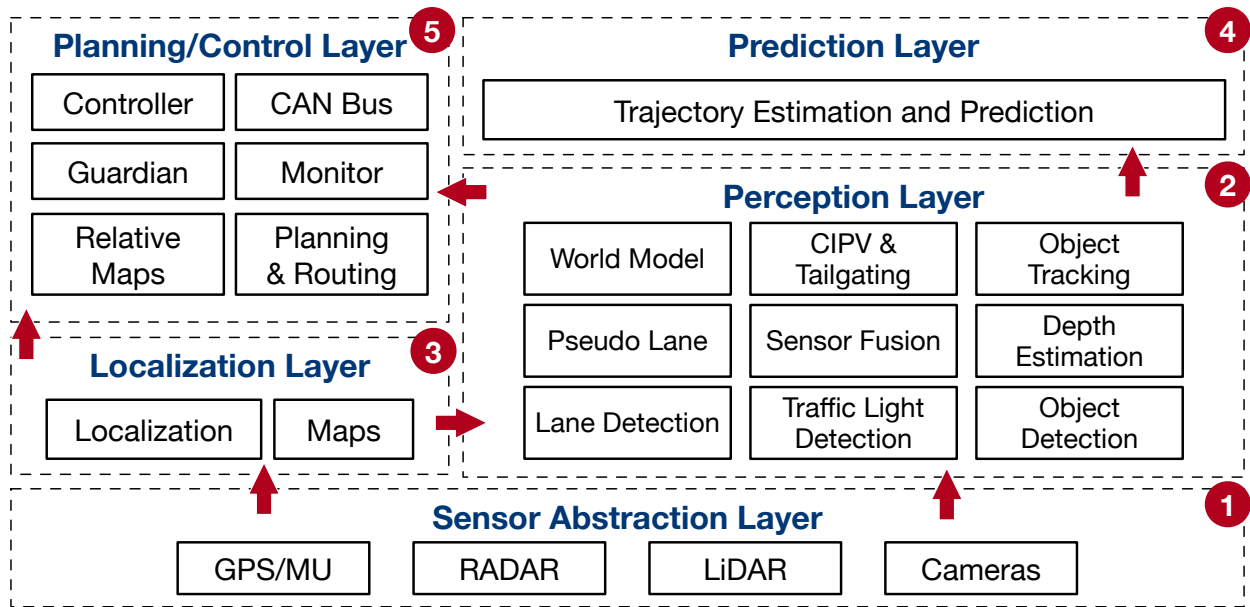 Planning/Control Layer
5
Controller
CAN Bus
Guardian
Monitor
Relative
Maps
Planning
& Routing
Prediction Layer
4
Trajectory Estimation and Prediction
Perception Layer
2
World Model
CIPV &
Tailgating
Object
Tracking
Pseudo Lane
Sensor Fusion
Depth
Estimation
Lane Detection
Traffic Light
Detection
Object
Detection
Localization Layer
3
Localization
Maps
Sensor Abstraction Layer
1
GPS/MU
RADAR
LiDAR
Cameras